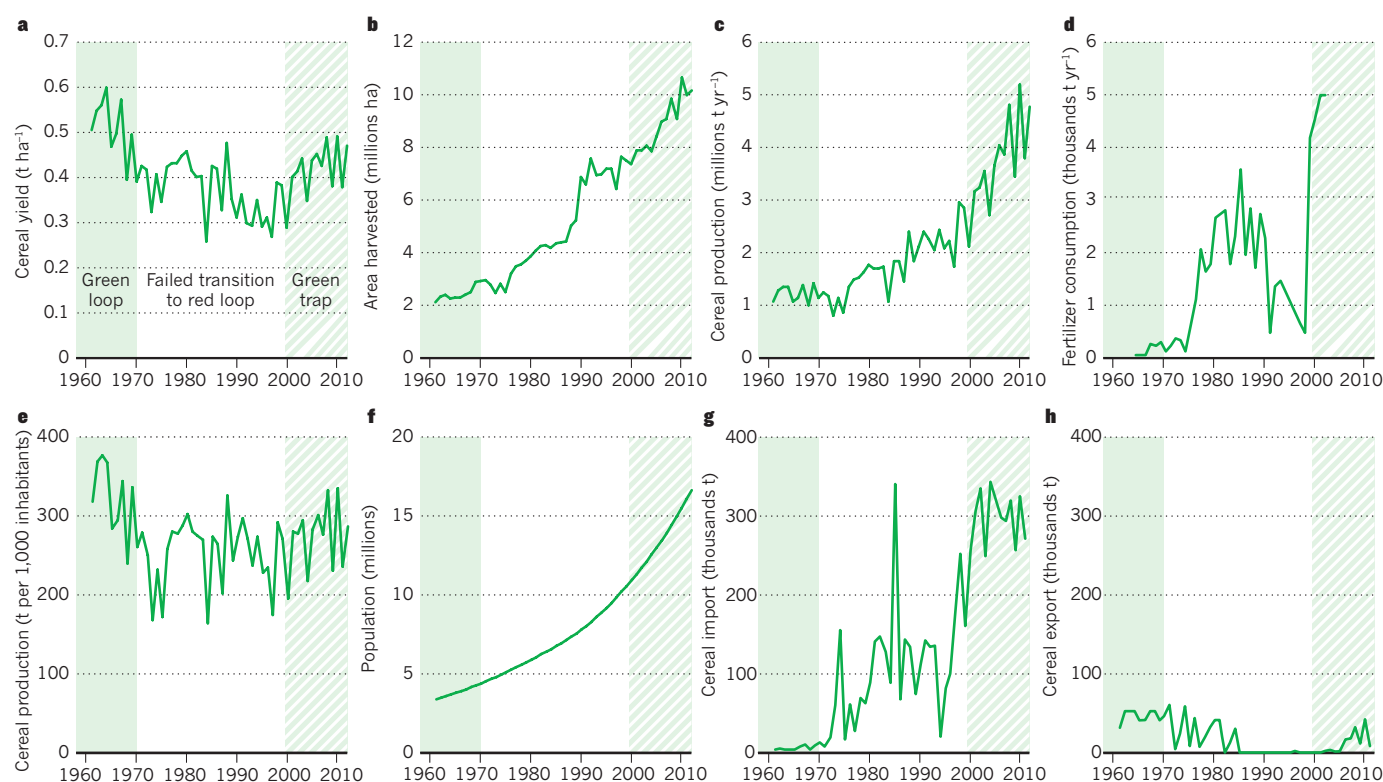 a
Cereal yield (t ha⁻¹)
0.7
0.6
0.5
0.4
0.3
0.2
0.1
0
Green
loop
Failed transition
to red loop
Green
trap
1960 1970 1980 1990 2000 2010
b
Area harvested (millions ha)
12
10
8
6
4
2
0
1960 1970 1980 1990 2000 2010
c
Cereal production (millions t yr⁻¹)
6
5
4
3
2
1
0
1960 1970 1980 1990 2000 2010
d
Fertilizer consumption (thousands t yr⁻¹)
6
5
4
3
2
1
0
1960 1970 1980 1990 2000 2010
e
Cereal production (t per 1,000 inhabitants)
400
300
200
100
0
1960 1970 1980 1990 2000 2010
f
Population (millions)
20
15
10
5
0
1960 1970 1980 1990 2000 2010
g
Cereal import (thousands t)
400
300
200
100
0
1960 1970 1980 1990 2000 2010
h
Cereal export (thousands t)
400
300
200
100
0
1960 1970 1980 1990 2000 2010